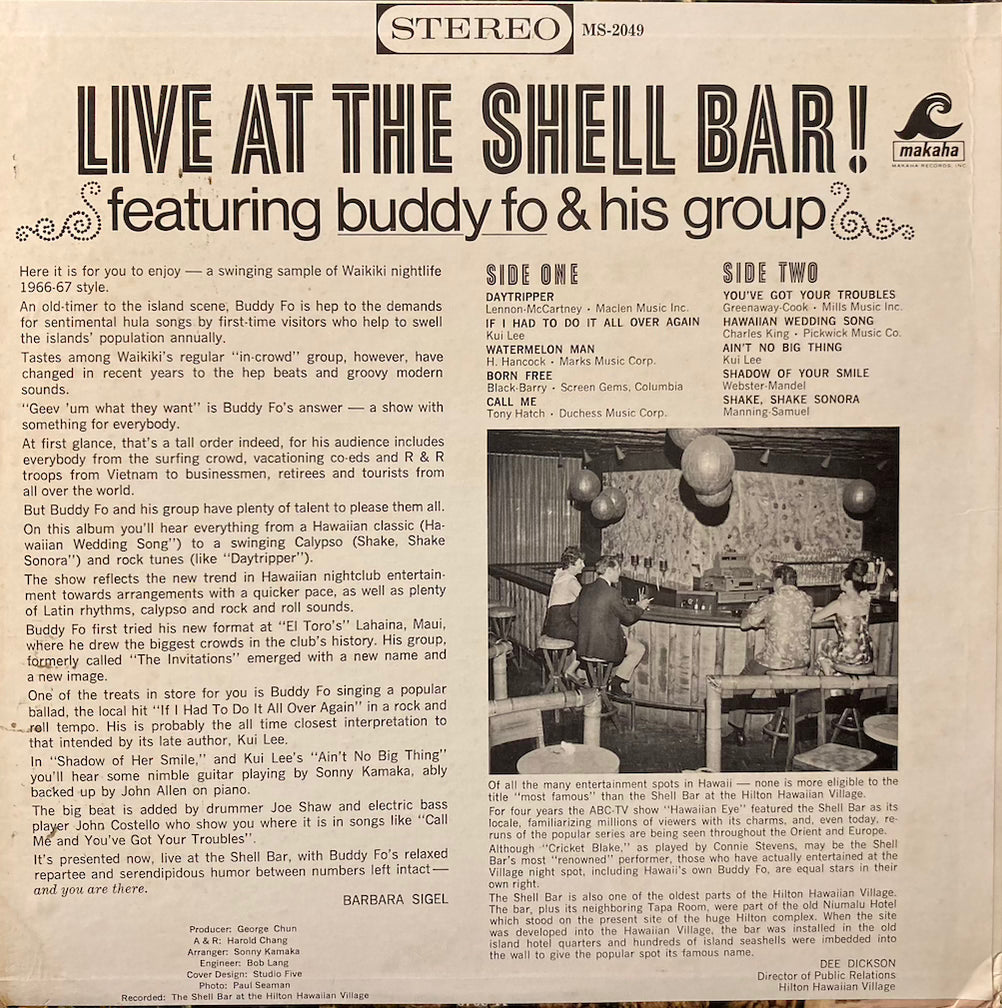 STEREO MS-2049
LIVE AT THE SHELL BAR!
makaha
MAKAHA RECORDS, INC.
featuring buddy fo & his group
Here it is for you to enjoy — a swinging sample of Waikiki nightlife
1966-67 style.
An old-timer to the island scene, Buddy Fo is hep to the demands
for sentimental hula songs by first-time visitors who help to swell
the islands' population annually.
Tastes among Waikiki's regular "in-crowd" group, however, have
changed in recent years to the hep beats and groovy modern
sounds.
"Geev 'um what they want" is Buddy Fo's answer — a show with
something for everybody.
At first glance, that's a tall order indeed, for his audience includes
everybody from the surfing crowd, vacationing co-eds and R & R
troops from Vietnam to businessmen, retirees and tourists from
all over the world.
But Buddy Fo and his group have plenty of talent to please them all.
On this album you'll hear everything from a Hawaiian classic (Ha-
waiian Wedding Song") to a swinging Calypso (Shake, Shake
Sonora") and rock tunes (like "Daytripper").
The show reflects the new trend in Hawaiian nightclub entertain-
ment towards arrangements with a quicker pace, as well as plenty
of Latin rhythms, calypso and rock and roll sounds.
Buddy Fo first tried his new format at "El Toro's" Lahaina, Maui,
where he drew the biggest crowds in the club's history. His group,
formerly called "The Invitations" emerged with a new name and
a new image.
One of the treats in store for you is Buddy Fo singing a popular
ballad, the local hit "If I Had To Do It All Over Again" in a rock and
roll tempo. His is probably the all time closest interpretation to
that intended by its late author, Kui Lee.
In "Shadow of Her Smile," and Kui Lee's "Ain't No Big Thing"
you'll hear some nimble guitar playing by Sonny Kamaka, ably
backed up by John Allen on piano.
The big beat is added by drummer Joe Shaw and electric bass
player John Costello who show you where it is in songs like "Call
Me and You've Got Your Troubles".
It's presented now, live at the Shell Bar, with Buddy Fo's relaxed
repartee and serendipidous humor between numbers left intact—
and you are there.
BARBARA SIGEL
Producer: George Chun
A & R: Harold Chang
Arranger: Sonny Kamaka
Engineer: Bob Lang
Cover Design: Studio Five
Photo: Paul Seaman
Recorded: The Shell Bar at the Hilton Hawaiian Village
SIDE ONE
DAYTRIPPER
Lennon-McCartney • Maclen Music Inc.
IF I HAD TO DO IT ALL OVER AGAIN
Kui Lee
WATERMELON MAN
H. Hancock • Marks Music Corp.
BORN FREE
Black-Barry • Screen Gems, Columbia
CALL ME
Tony Hatch • Duchess Music Corp.
SIDE TWO
YOU'VE GOT YOUR TROUBLES
Greenaway-Cook • Mills Music Inc.
HAWAIIAN WEDDING SONG
Charles King • Pickwick Music Co.
AIN'T NO BIG THING
Kui Lee
SHADOW OF YOUR SMILE
Webster-Mandel
SHAKE, SHAKE SONORA
Manning-Samuel
Of all the many entertainment spots in Hawaii — none is more eligible to the
title "most famous" than the Shell Bar at the Hilton Hawaiian Village.
For four years the ABC-TV show "Hawaiian Eye" featured the Shell Bar as its
locale, familiarizing millions of viewers with its charms, and, even today, re-
runs of the popular series are being seen throughout the Orient and Europe.
Although "Cricket Blake," as played by Connie Stevens, may be the Shell
Bar's most "renowned" performer, those who have actually entertained at the
Village night spot, including Hawaii's own Buddy Fo, are equal stars in their
own right.
The Shell Bar is also one of the oldest parts of the Hilton Hawaiian Village.
The bar, plus its neighboring Tapa Room, were part of the old Niumalu Hotel
which stood on the present site of the huge Hilton complex. When the site
was developed into the Hawaiian Village, the bar was installed in the old
island hotel quarters and hundreds of island seashells were imbedded into
the wall to give the popular spot its famous name.
DEE DICKSON
Director of Public Relations
Hilton Hawaiian Village